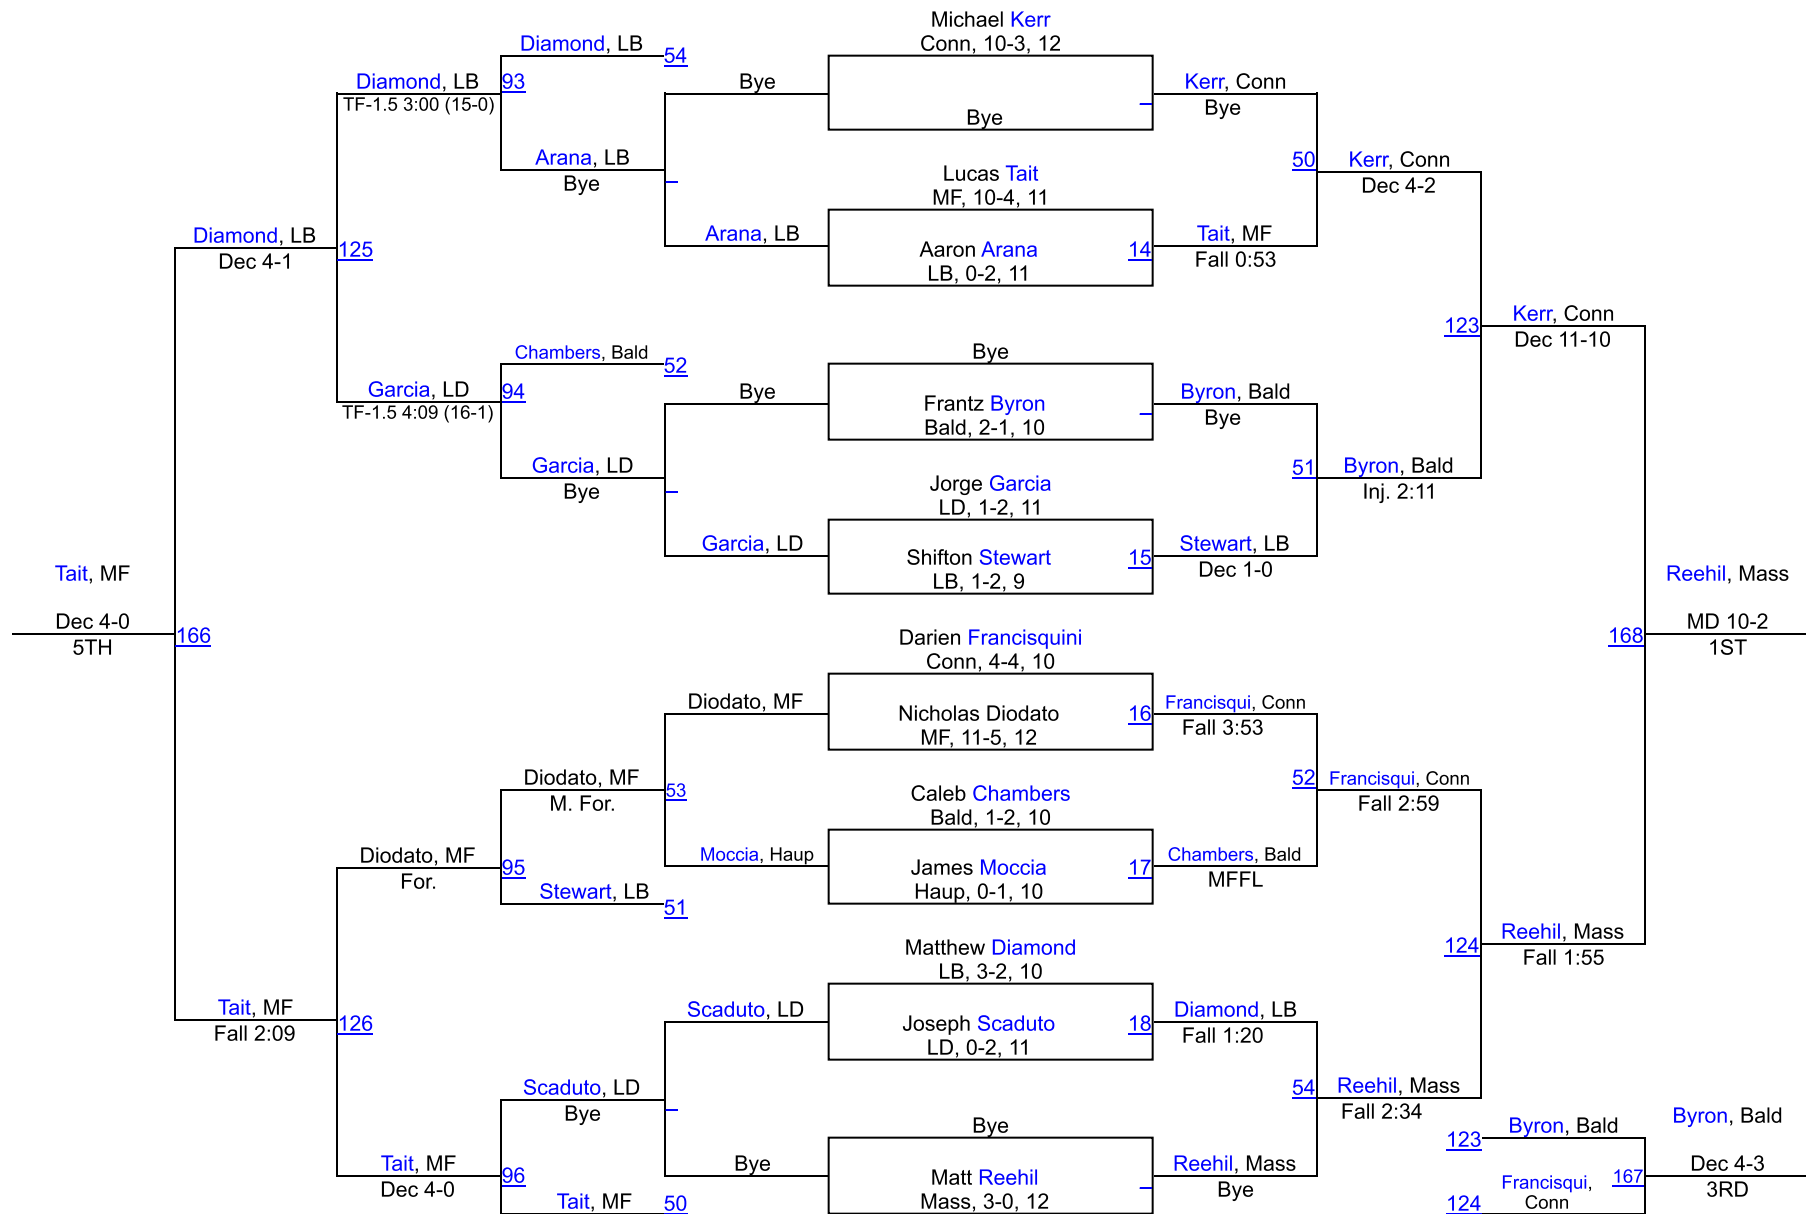 Michael Kerr
Conn, 10-3, 12
Diamond, LB
54
Diamond, LB
93
Bye
Kerr, Conn
TF-1.5 3:00 (15-0)
Bye
Bye
Arana, LB
50
Kerr, Conn
Bye
Lucas Tait
Dec 4-2
MF, 10-4, 11
Diamond, LB
125
Arana, LB
Aaron Arana
14
Tait, MF
Dec 4-1
LB, 0-2, 11
Fall 0:53
123
Kerr, Conn
Dec 11-10
Chambers, Bald
52
Bye
Garcia, LD
94
Bye
Frantz Byron
Byron, Bald
TF-1.5 4:09 (16-1)
Bald, 2-1, 10
Bye
Garcia, LD
51
Byron, Bald
Bye
Jorge Garcia
Inj. 2:11
LD, 1-2, 11
Garcia, LD
Shifton Stewart
15
Stewart, LB
LB, 1-2, 9
Dec 1-0
Tait, MF
Reehil, Mass
Dec 4-0
166
168
MD 10-2
5TH
1ST
Darien Francisquini
Conn, 4-4, 10
Diodato, MF
Nicholas Diodato
16
Francisqui, Conn
MF, 11-5, 12
Fall 3:53
Diodato, MF
53
52
Francisqui, Conn
M. For.
Caleb Chambers
Fall 2:59
Bald, 1-2, 10
Diodato, MF
95
Moccia, Haup
James Moccia
17
Chambers, Bald
For.
Haup, 0-1, 10
MFFL
Stewart, LB
51
Matthew Diamond
124
Reehil, Mass
LB, 3-2, 10
Fall 1:55
Tait, MF
126
Scaduto, LD
Joseph Scaduto
18
Diamond, LB
Fall 2:09
LD, 0-2, 11
Fall 1:20
Scaduto, LD
54
Reehil, Mass
Bye
Fall 2:34
Byron, Bald
Bye
123
Byron, Bald
Tait, MF
96
Bye
Matt Reehil
Reehil, Mass
167
Dec 4-3
Dec 4-0
Mass, 3-0, 12
Bye
3RD
Tait, MF
50
124
Francisqui,
Conn